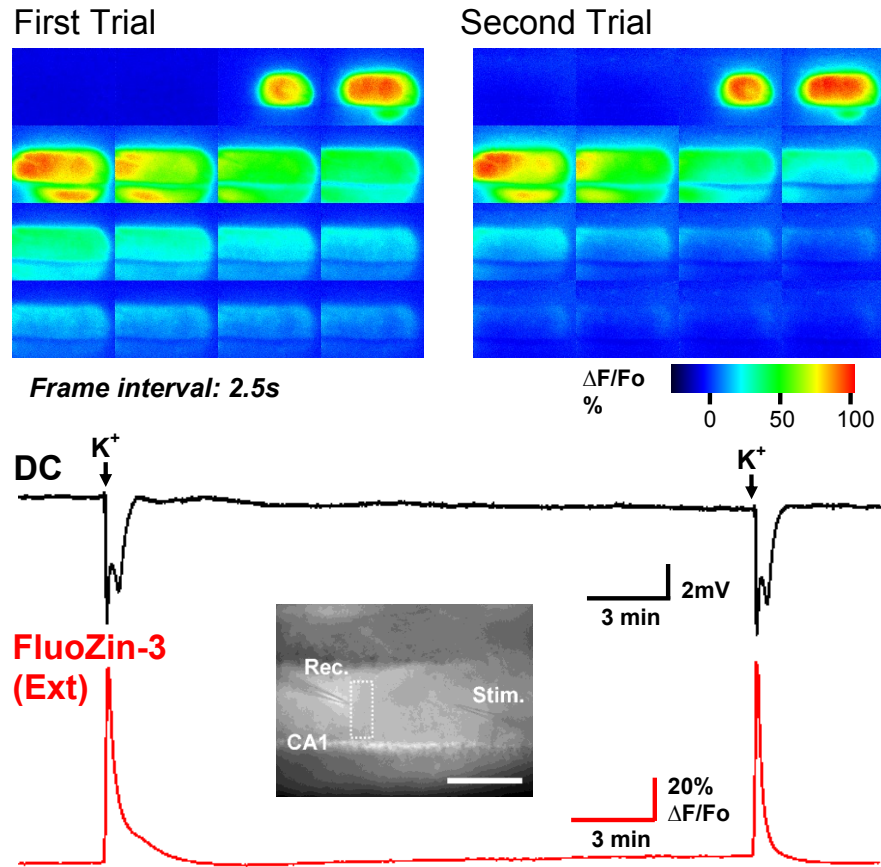 First Trial
Second Trial
Frame interval: 2.5s
ΔF/Fo
%
0
50
100
K⁺
K⁺
DC
2mV
3 min
FluoZin-3
(Ext)
Rec.
Stim.
CA1
20%
ΔF/Fo
3 min